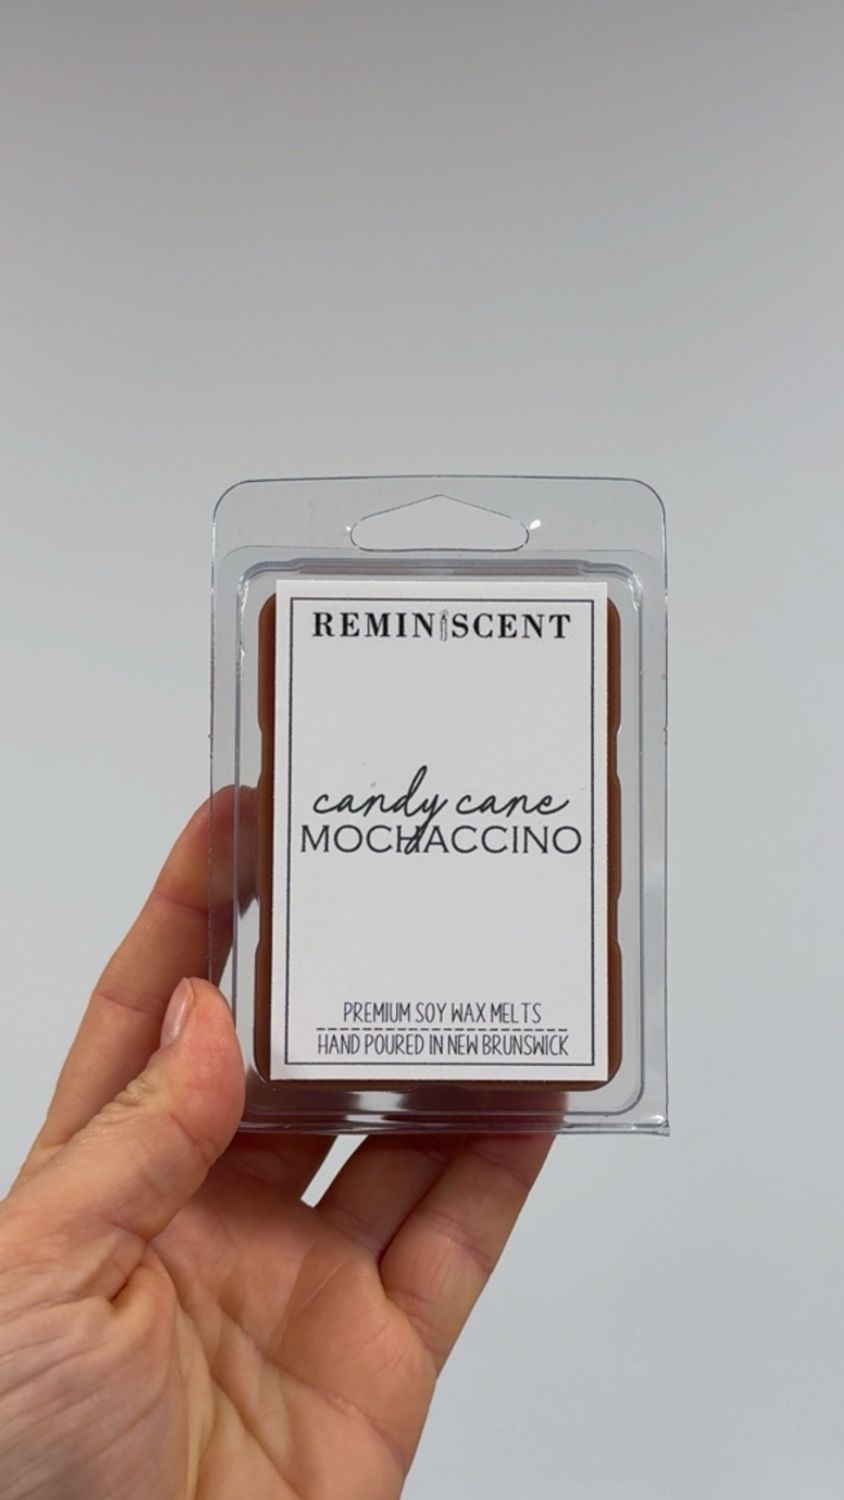 REMINISCENT
candy cane
MOCHACCINO
PREMIUM SOY WAX MELTS
HAND POURED IN NEW BRUNSWICK